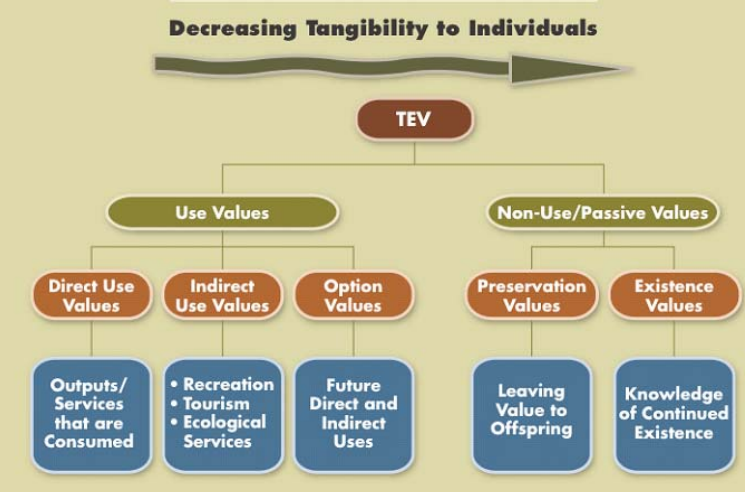 Decreasing Tangibility to Individuals
TEV
Use Values
Non-Use/Passive Values
Direct Use
Values
Indirect
Use Values
Option
Values
Preservation
Values
Existence
Values
Outputs/
Services
that are
Consumed
• Recreation
• Tourism
• Ecological
Services
Future
Direct and
Indirect
Uses
Leaving
Value to
Offspring
Knowledge
of Continued
Existence